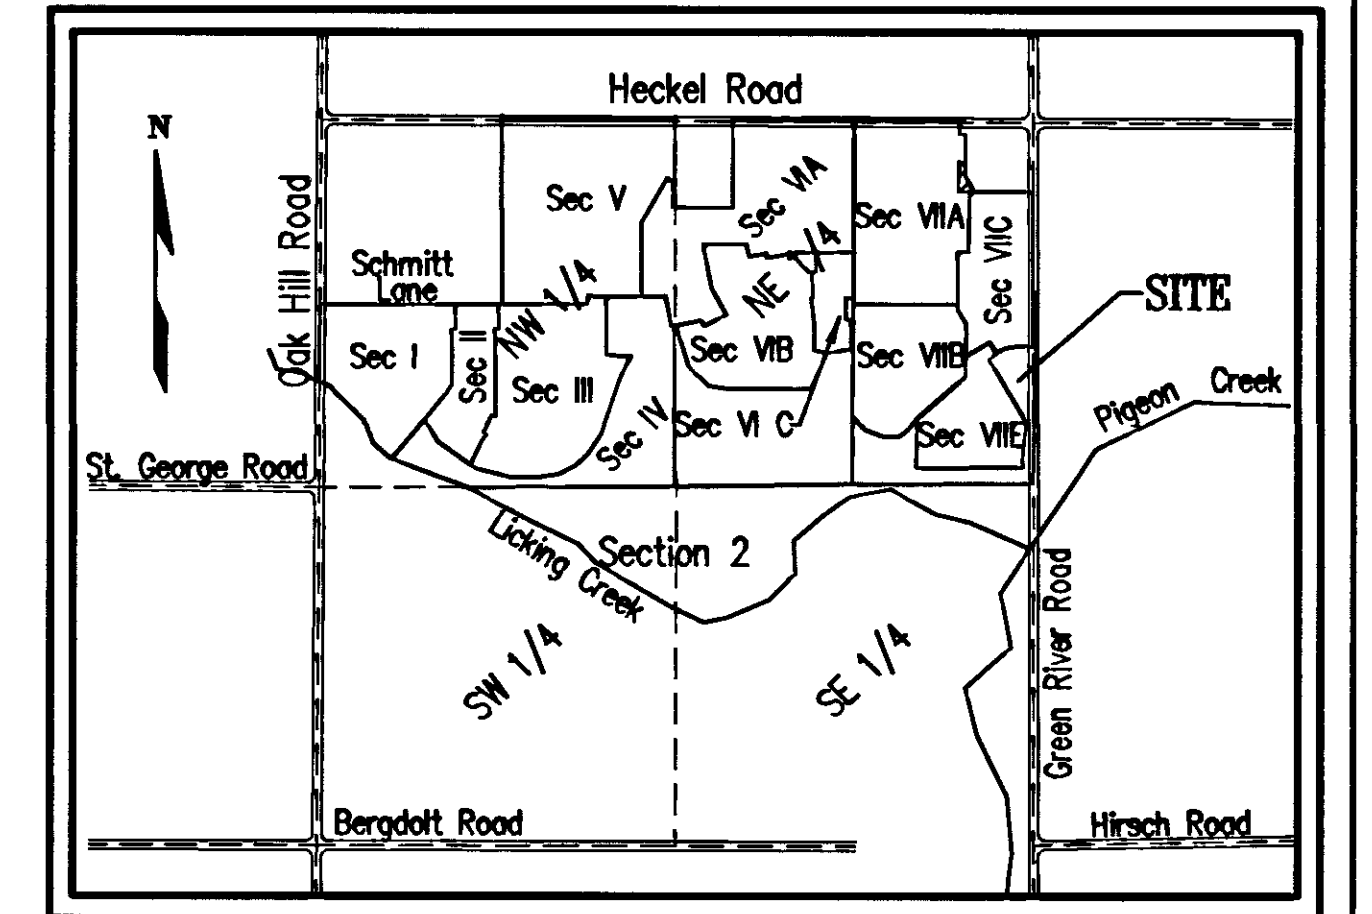 Heckel Road
N
Oak Hill Road
Sec V
Sec VIA
Sec VIIA
Sec VIIC
Schmitt
Lane
NW 1/4
NE 1/4
SITE
Sec I
Sec II
Sec III
Sec IV
Sec VIB
Sec VIIB
Sec VI C
Sec VIIE
Pigeon Creek
St. George Road
Licking Creek
Section 2
SW 1/4
SE 1/4
Green River Road
Bergdolt Road
Hirsch Road